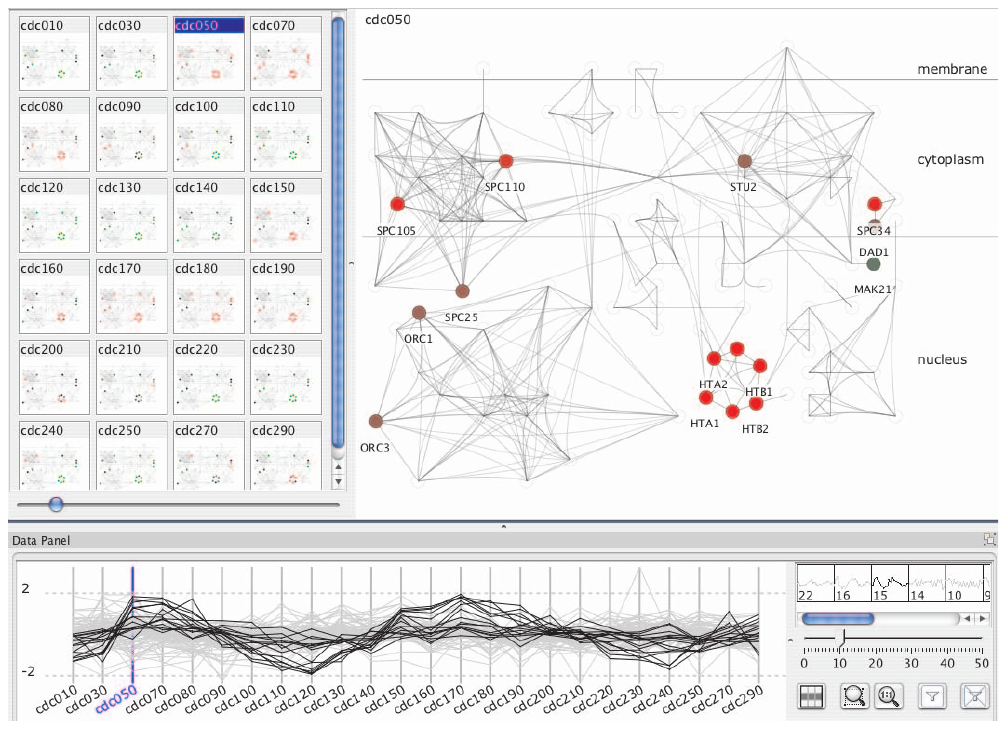 cdc010 cdc030 cdc050 cdc070
cdc080 cdc090 cdc100 cdc110
cdc120 cdc130 cdc140 cdc150
cdc160 cdc170 cdc180 cdc190
cdc200 cdc210 cdc220 cdc230
cdc240 cdc250 cdc270 cdc290
cdc050
membrane
cytoplasm
SPC110
STU2
SPC105
SPC34
DAD1
MAK21
SPC25
ORC1
nucleus
HTA2
HTB1
HTA1
HTB2
ORC3
Data Panel
2
-2
cdc010 cdc030 cdc050 cdc070 cdc080 cdc090 cdc100 cdc110 cdc120 cdc130 cdc140 cdc150 cdc160 cdc170 cdc180 cdc190 cdc200 cdc210 cdc220 cdc230 cdc240 cdc250 cdc270 cdc290
22 16 15 14 10 9
0 10 20 30 40 50
1:1